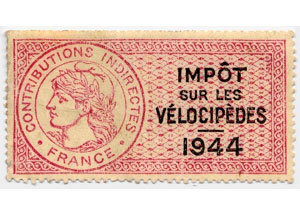 CONTRIBUTIONS INDIRECTES
• FRANCE •
IMPÔT
SUR LES
VÉLOCIPÈDES
1944